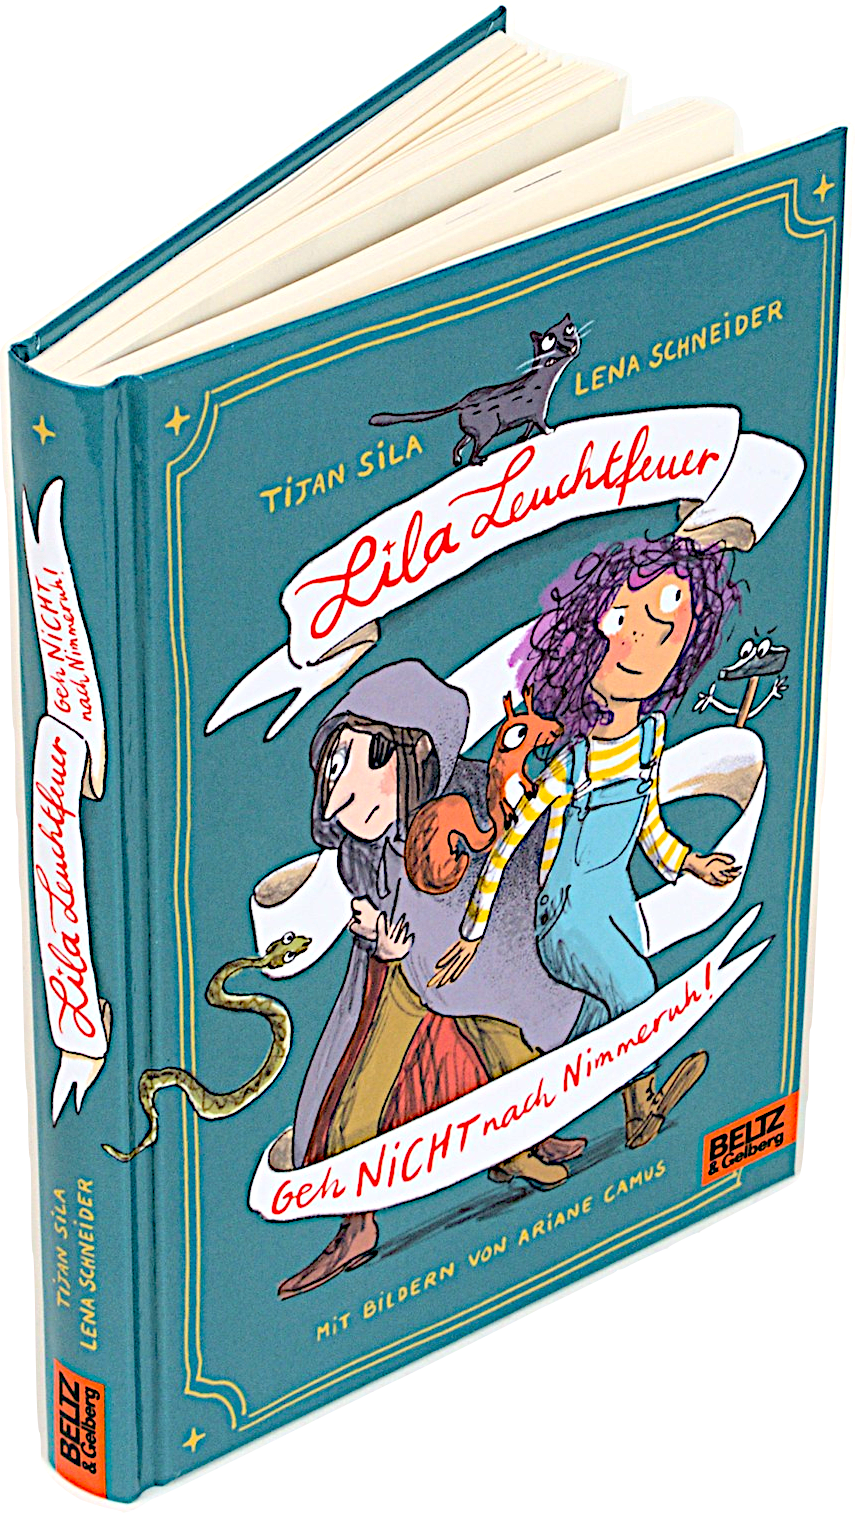 TiJAN SiLA
LENA SCHNEiDER
Lila Leuchtfeuer
Geh NiCHT nach Nimmeruh!
MiT BiLDERN VON ARiANE CAMUS
BELTZ
& Gelberg
Geh NiCHT
nach Nimmeruh!
Lila Leuchtfeuer
TiJAN SiLA
LENA SCHNEiDER
BELTZ
& Gelberg